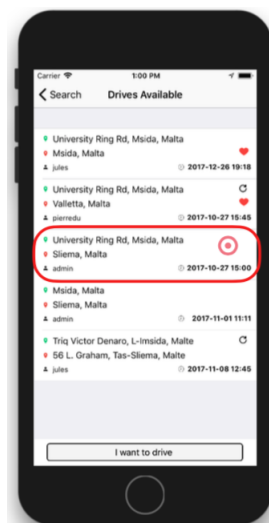 Carrier 1:00 PM
Search Drives Available
University Ring Rd, Msida, Malta
Msida, Malta
jules 2017-12-26 19:18
University Ring Rd, Msida, Malta
Valletta, Malta
pierredu 2017-10-27 15:45
University Ring Rd, Msida, Malta
Sliema, Malta
admin 2017-10-27 15:00
Msida, Malta
Sliema, Malta
admin 2017-11-01 11:11
Triq Victor Denaro, L-Imsida, Malte
56 L. Graham, Tas-Sliema, Malte
jules 2017-11-08 12:45
I want to drive